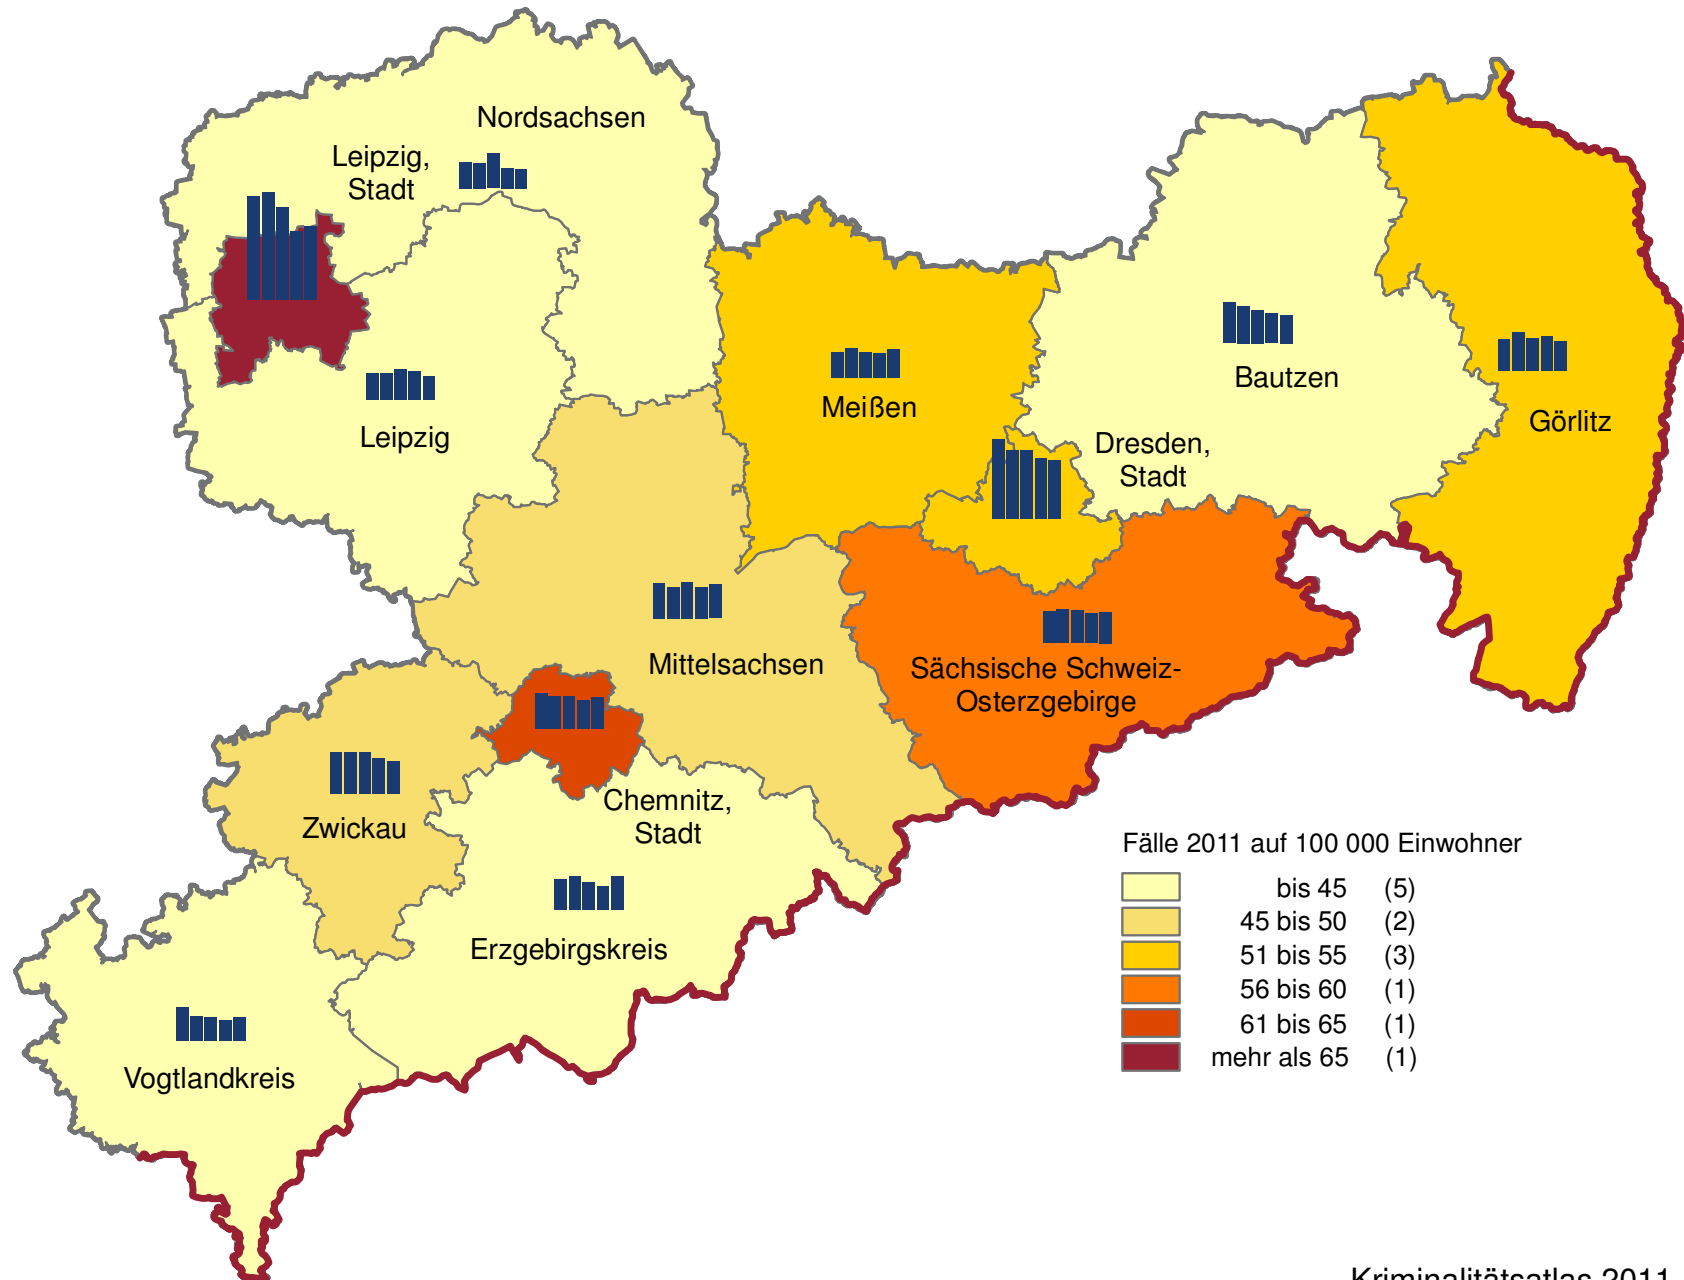 Nordsachsen
Leipzig,
Stadt
Leipzig
Meißen
Bautzen
Görlitz
Dresden,
Stadt
Mittelsachsen
Sächsische Schweiz-
Osterzgebirge
Zwickau
Chemnitz,
Stadt
Erzgebirgskreis
Vogtlandkreis
Fälle 2011 auf 100 000 Einwohner
bis 45 (5)
45 bis 50 (2)
51 bis 55 (3)
56 bis 60 (1)
61 bis 65 (1)
mehr als 65 (1)
Kriminalitätsatlas 2011